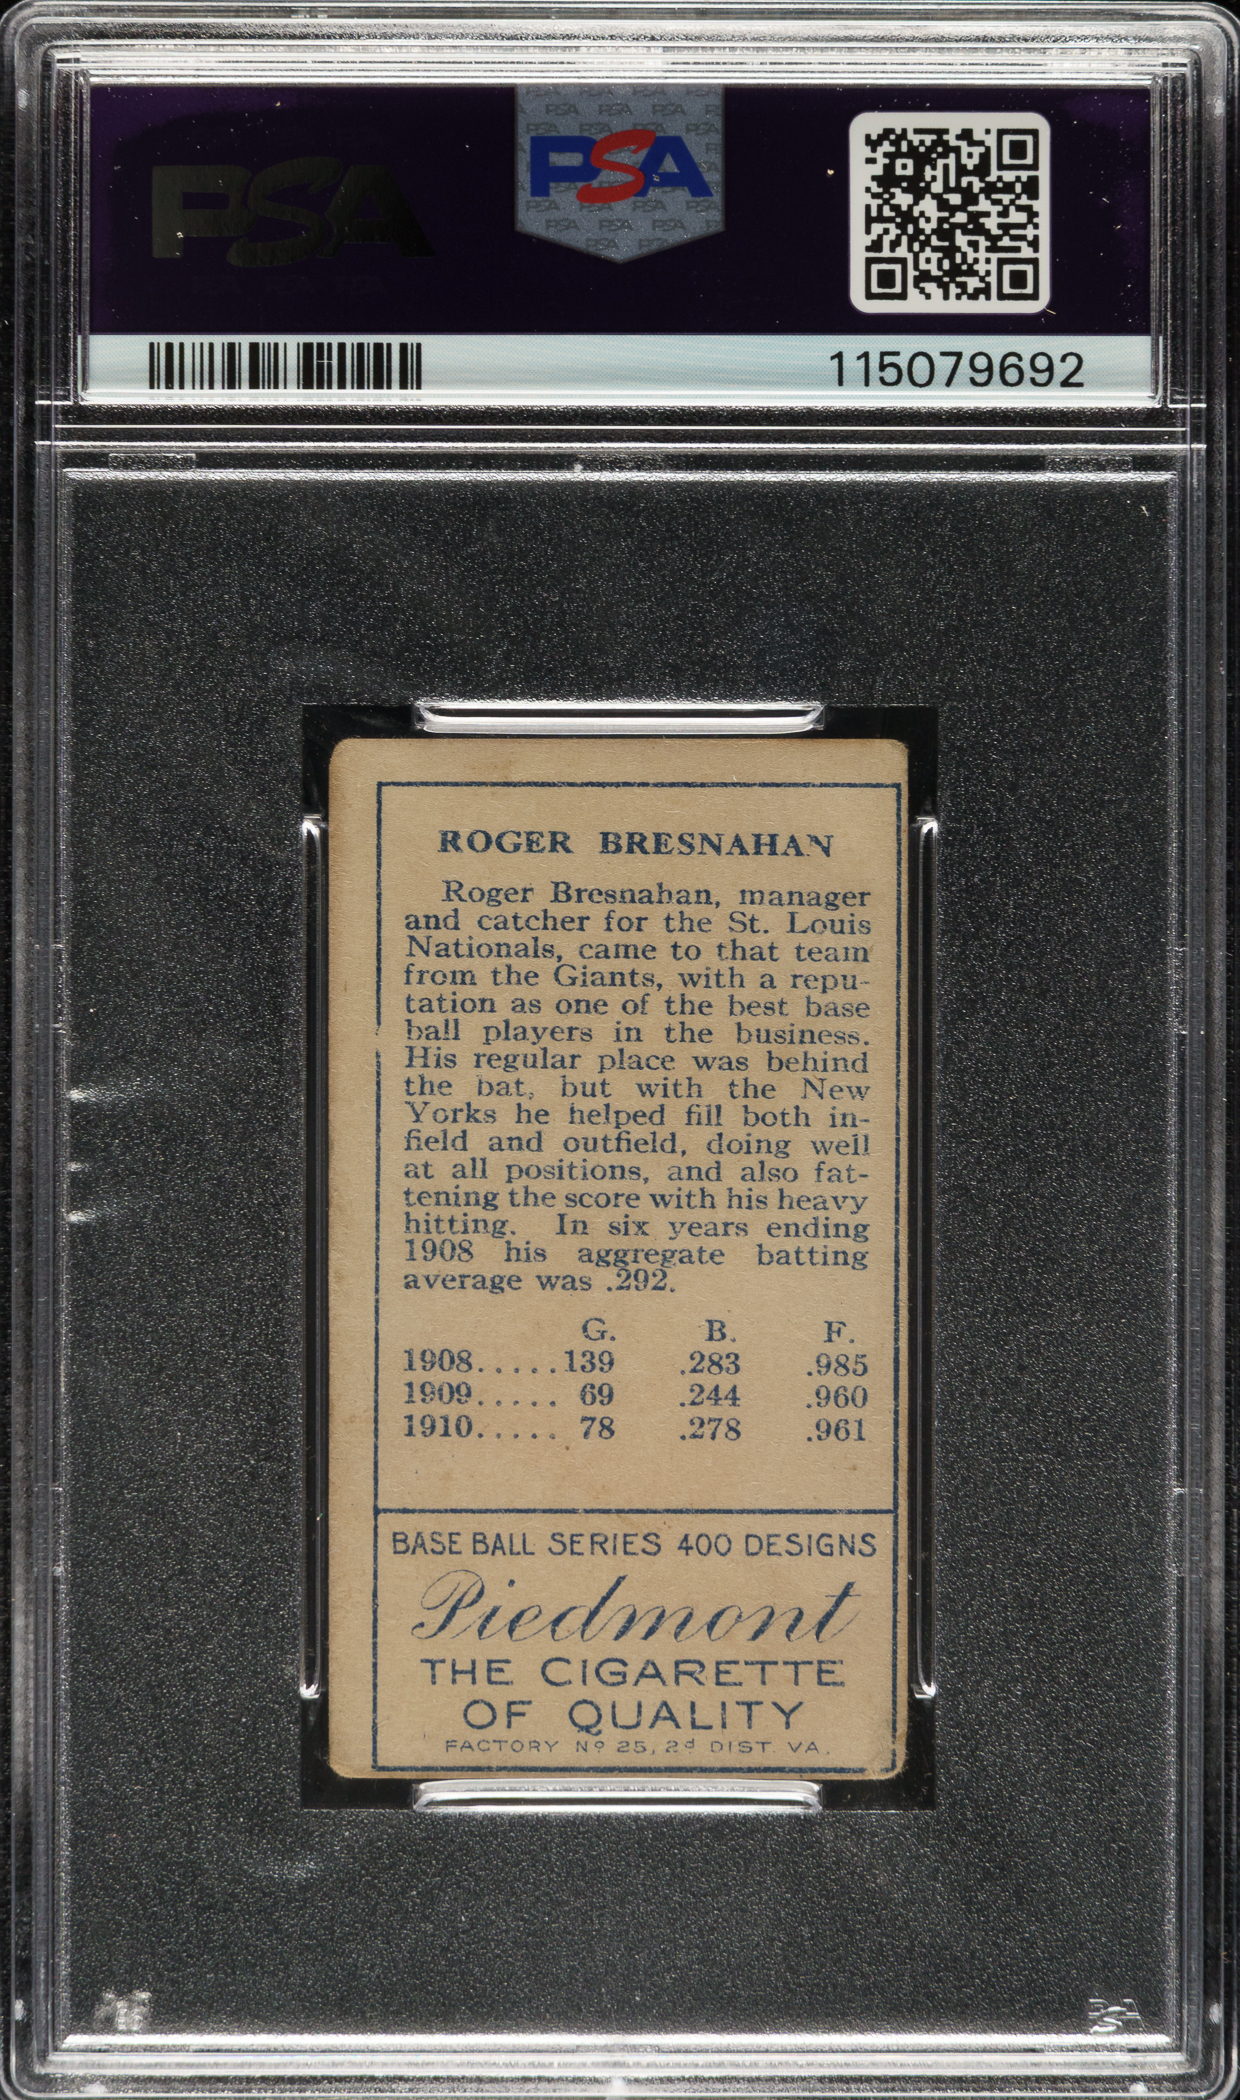 PSA
PSA
115079692
ROGER BRESNAHAN
Roger Bresnahan, manager
and catcher for the St. Louis
Nationals, came to that team
from the Giants, with a repu-
tation as one of the best base
ball players in the business.
His regular place was behind
the bat, but with the New
Yorks he helped fill both in-
field and outfield, doing well
at all positions, and also fat-
tening the score with his heavy
hitting. In six years ending
1908 his aggregate batting
average was .292.
G. B. F.
1908.....139 .283 .985
1909..... 69 .244 .960
1910..... 78 .278 .961
BASE BALL SERIES 400 DESIGNS
Piedmont
THE CIGARETTE
OF QUALITY
FACTORY Nº 25, 2d DIST. VA.